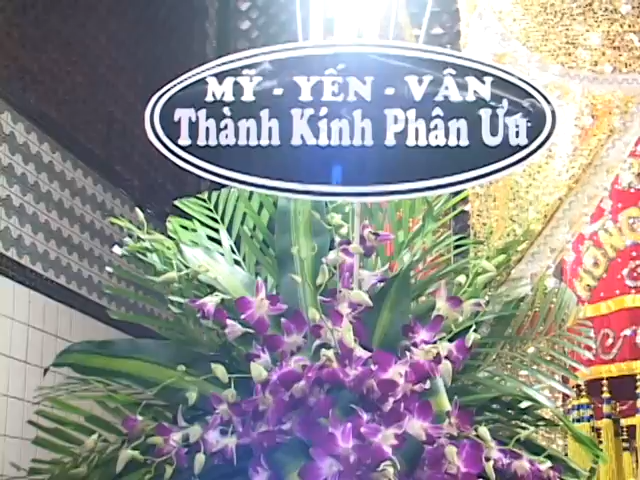 MỸ - YẾN - VÂN
Thành Kính Phân Ưu